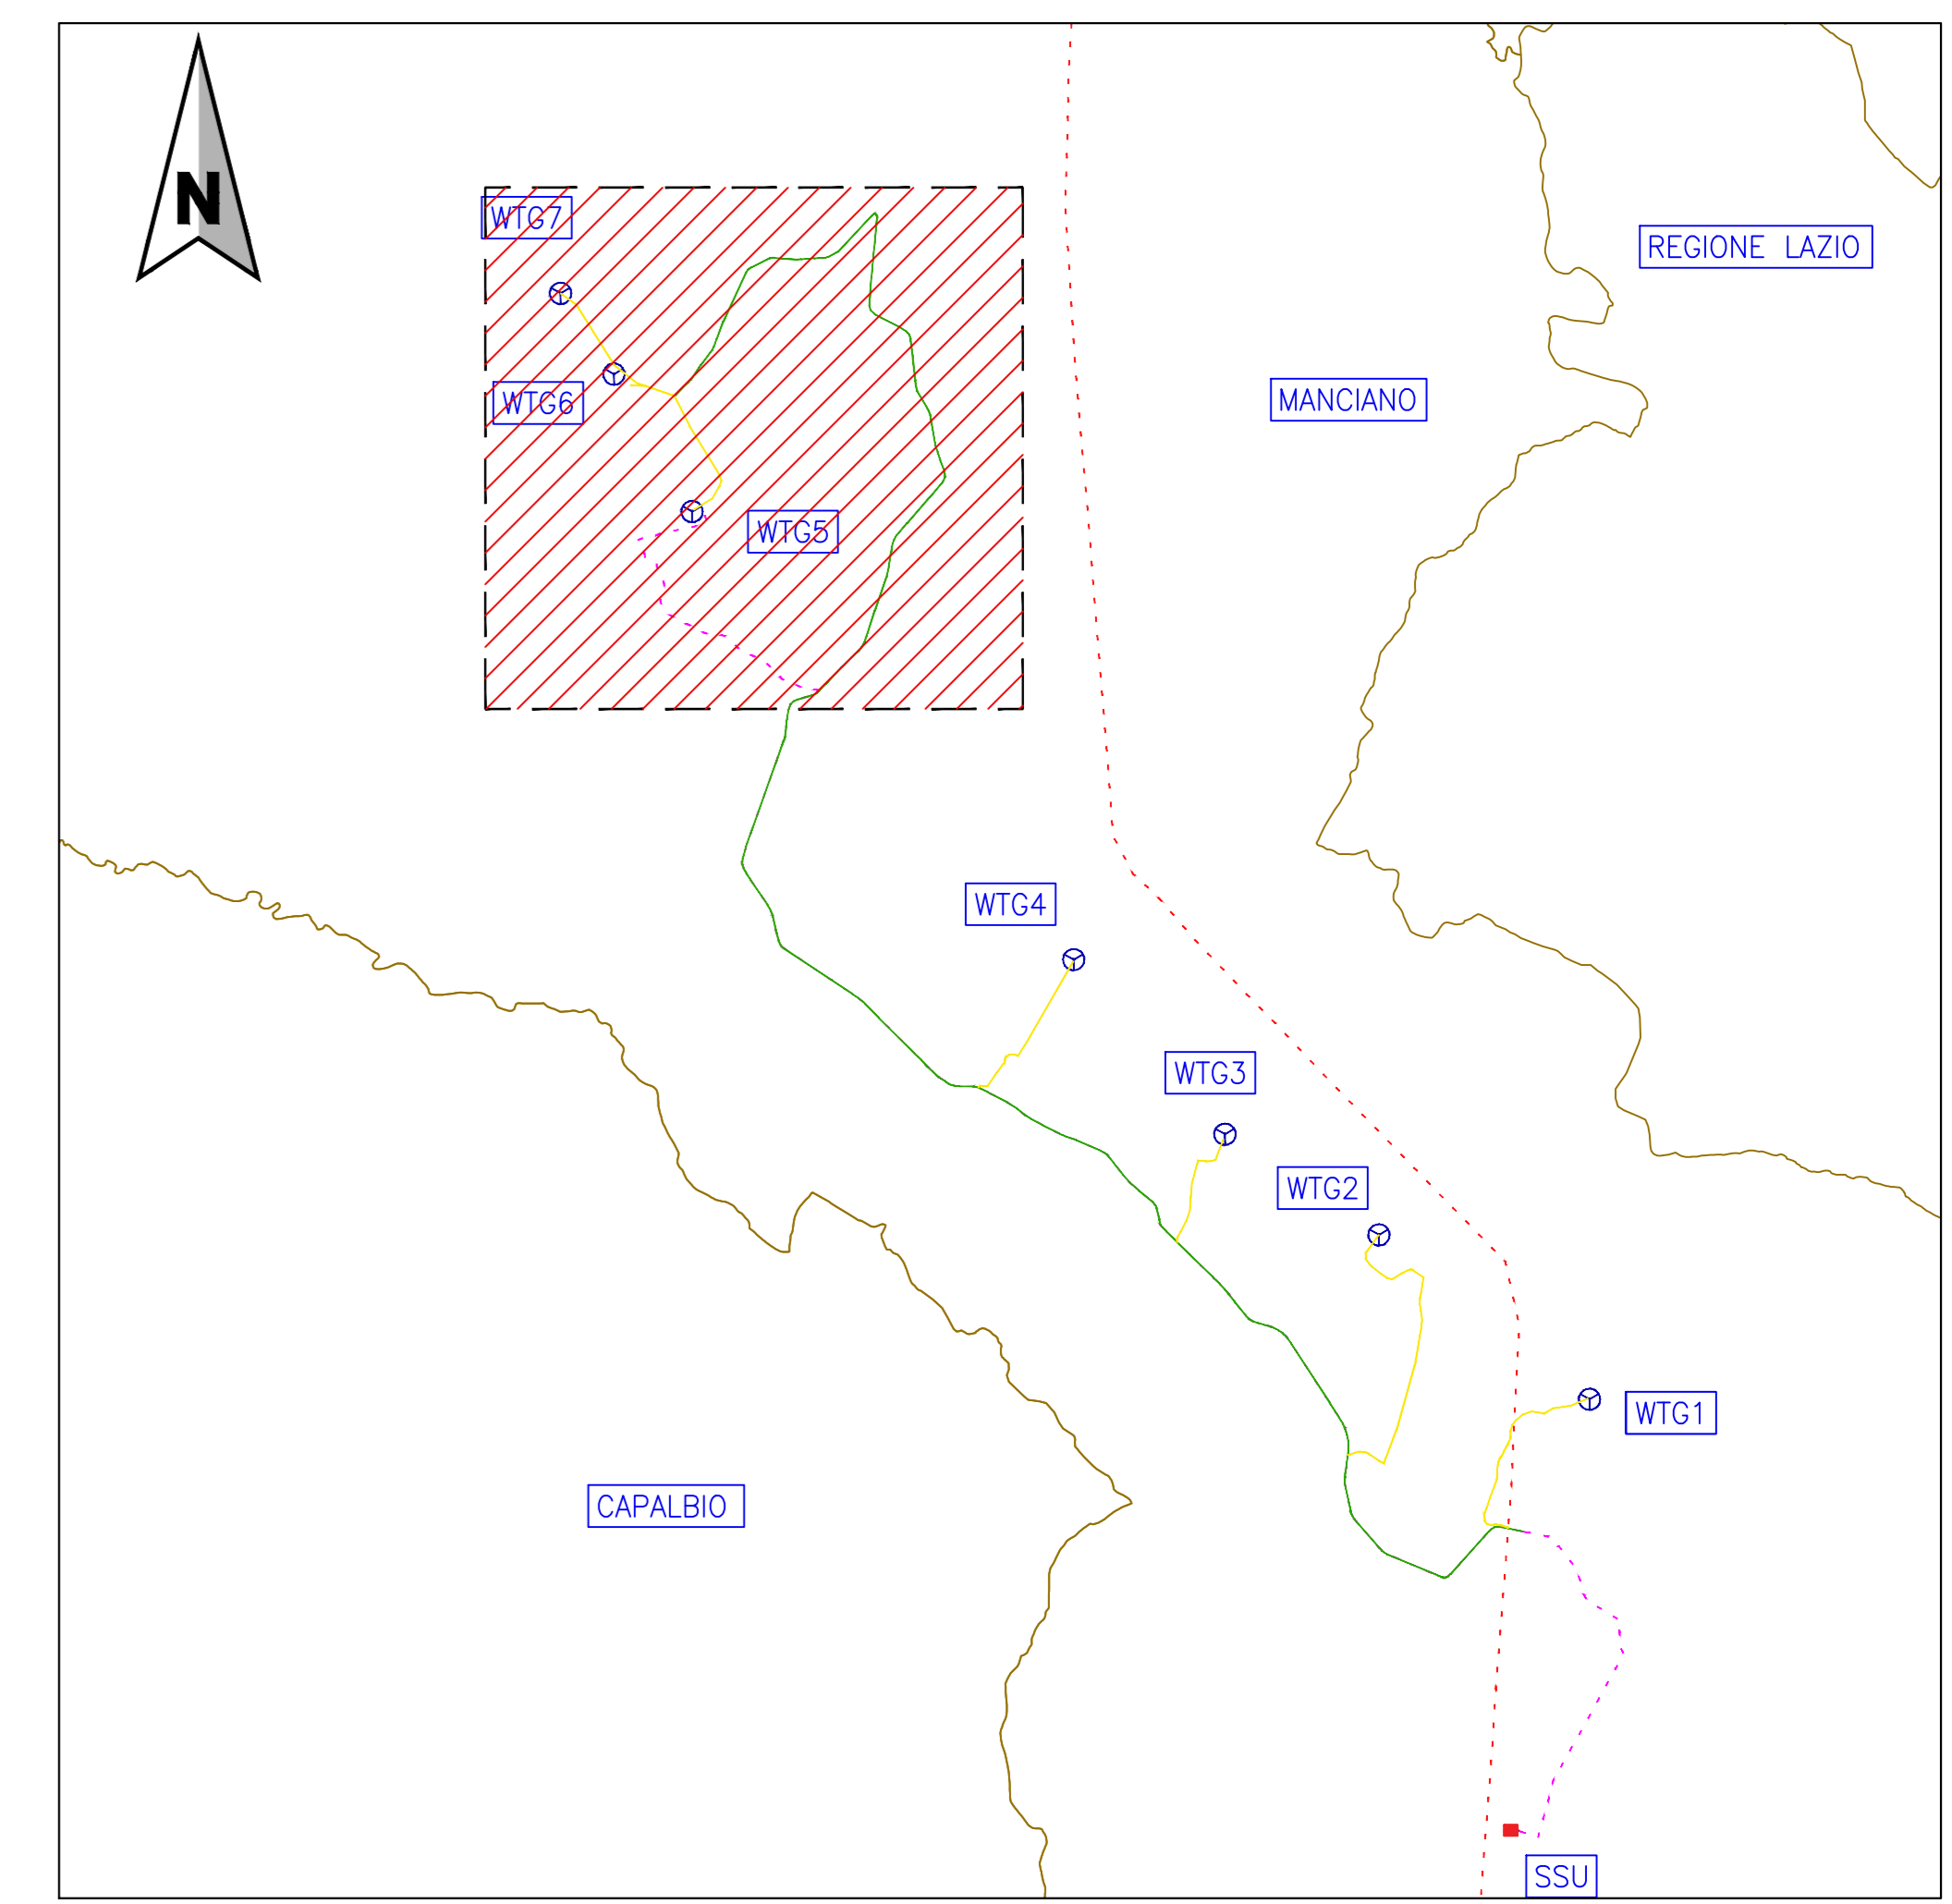 N
WTG7
REGIONE LAZIO
WTG6
MANCIANO
WTG5
WTG4
WTG3
WTG2
WTG1
CAPALBIO
SSU